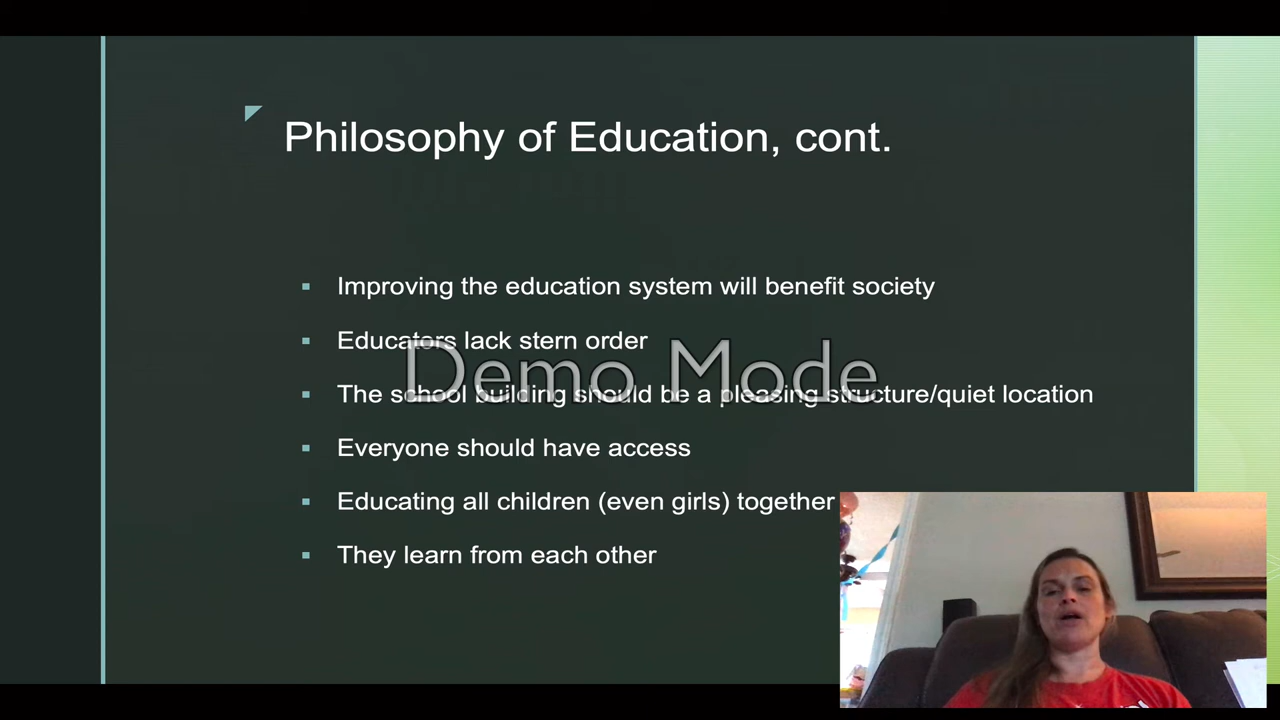 Philosophy of Education, cont.
▪ Improving the education system will benefit society
▪ Educators lack stern order
Demo Mode
▪ The school building should be a pleasing structure/quiet location
▪ Everyone should have access
▪ Educating all children (even girls) together
▪ They learn from each other